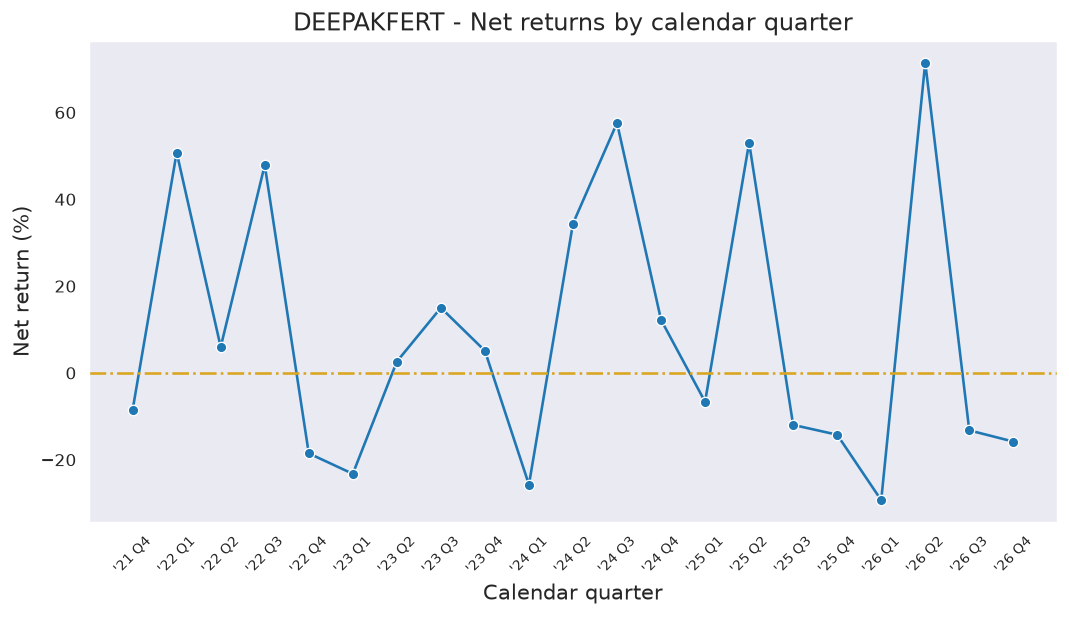 DEEPAKFERT - Net returns by calendar quarter
Net return (%)
60
40
20
0
−20
'21 Q4
'22 Q1
'22 Q2
'22 Q3
'22 Q4
'23 Q1
'23 Q2
'23 Q3
'23 Q4
'24 Q1
'24 Q2
'24 Q3
'24 Q4
'25 Q1
'25 Q2
'25 Q3
'25 Q4
'26 Q1
'26 Q2
'26 Q3
'26 Q4
Calendar quarter